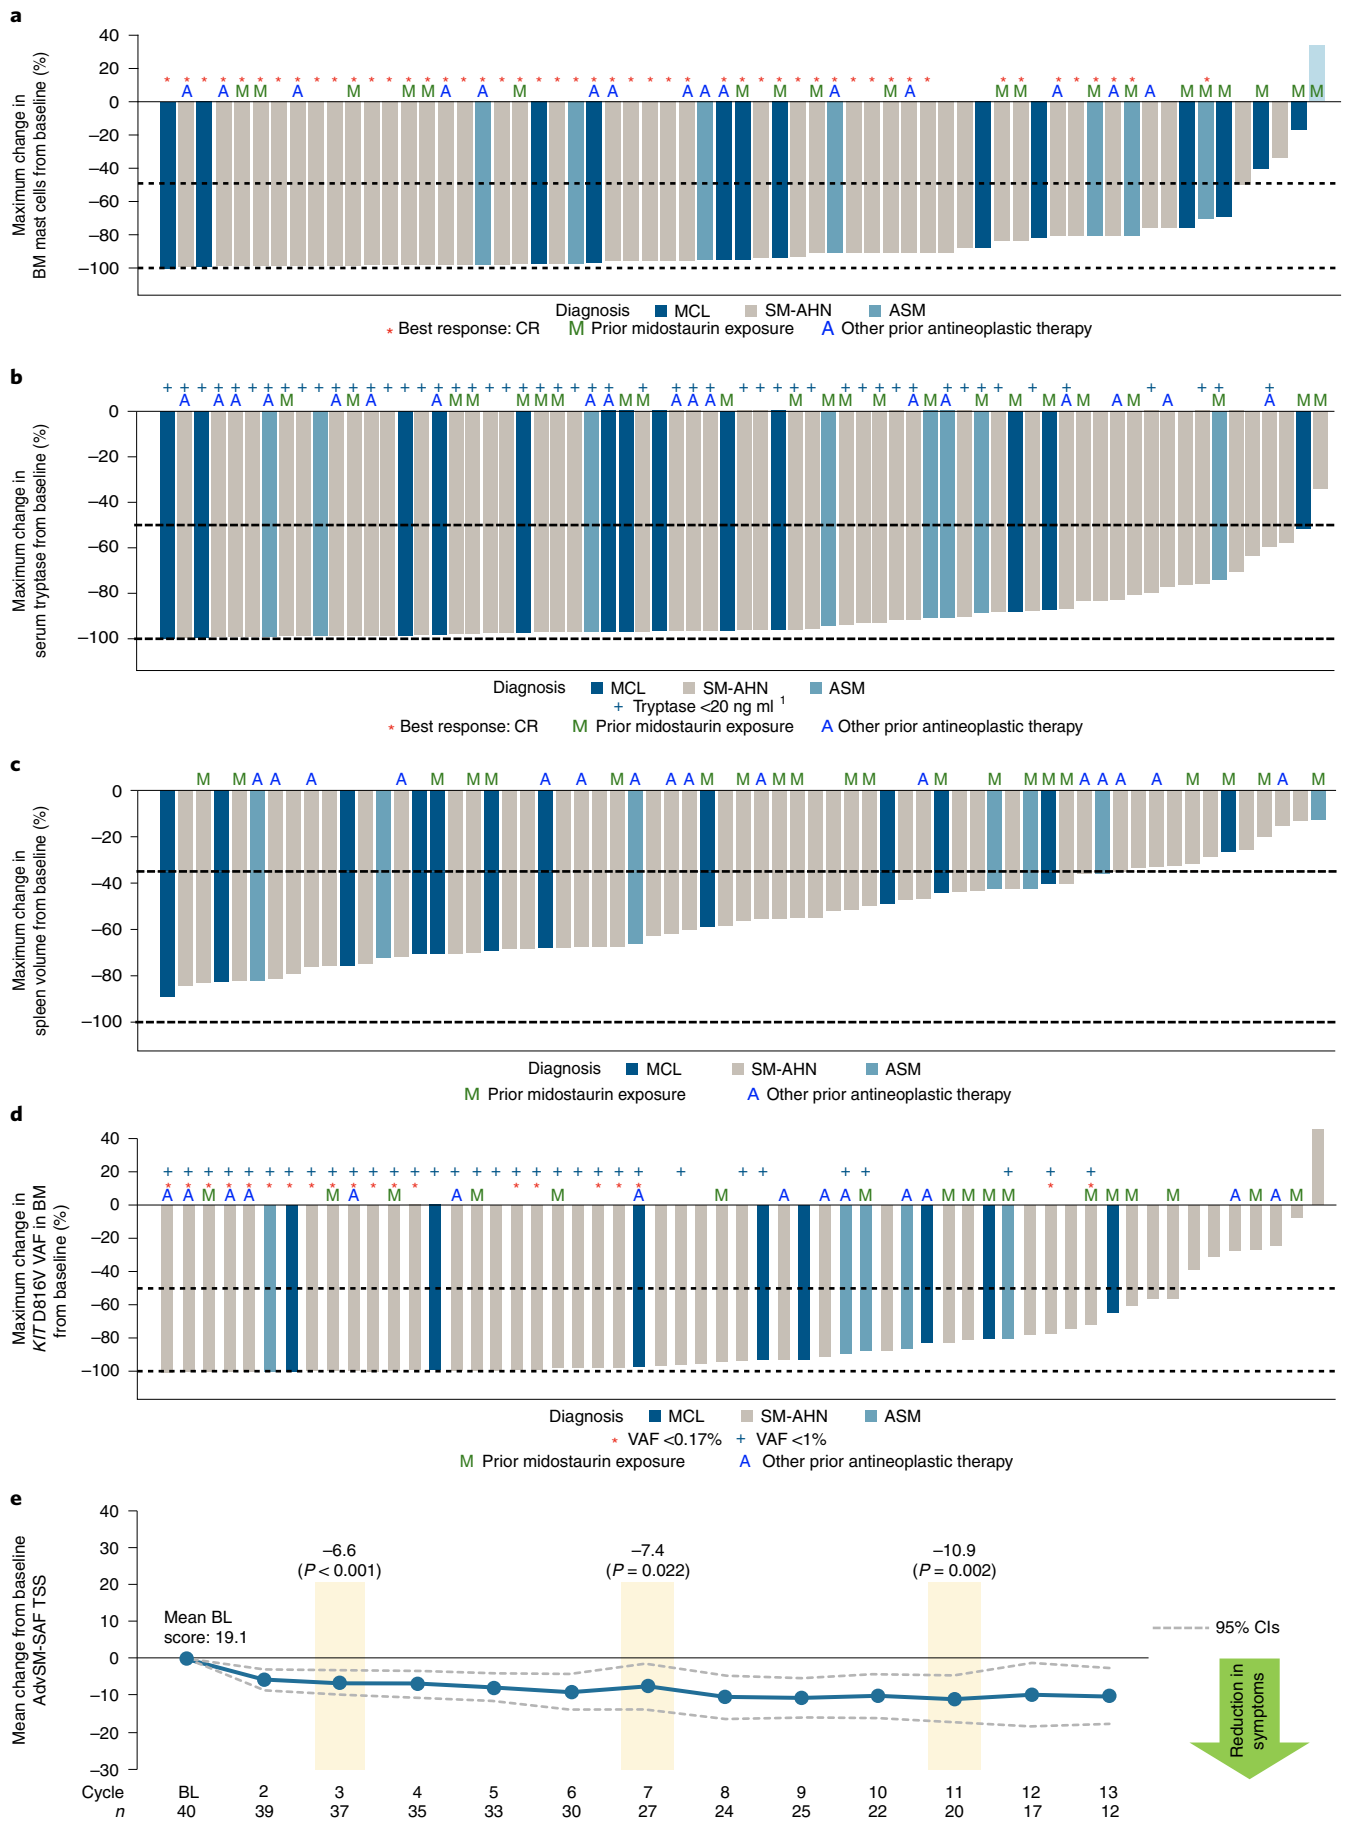 a
Maximum change in
BM mast cells from baseline (%)
40
20
0
−20
−40
−60
−80
−100
* * * * * * * * * * * * * * * * * * * * * * * * * * * * * * * * * * * * * * * * * * * * * * * * * *
A A M M A M M M A A M A A A A A M M M A M A M M A M A M A M M M M M M
Diagnosis MCL SM-AHN ASM
* Best response: CR M Prior midostaurin exposure A Other prior antineoplastic therapy
b
Maximum change in
serum tryptase from baseline (%)
0
−20
−40
−60
−80
−100
A A A A M A M A A M M M M M A A M M A A A M M M M M A M A M M M A M A M A M A M M
Diagnosis MCL SM-AHN ASM
+ Tryptase <20 ng ml 1
* Best response: CR M Prior midostaurin exposure A Other prior antineoplastic therapy
c
Maximum change in
spleen volume from baseline (%)
0
−20
−40
−60
−80
−100
M M A A A A M M M A A M A A A M M A M M M M A M M M M M A A A A M M M A M
Diagnosis MCL SM-AHN ASM
M Prior midostaurin exposure A Other prior antineoplastic therapy
d
Maximum change in
KIT D816V VAF in BM
from baseline (%)
40
20
0
−20
−40
−60
−80
−100
A A M A A M A M A M M A M A A A M A A M M M M M M M M A M A M
Diagnosis MCL SM-AHN ASM
* VAF <0.17% + VAF <1%
M Prior midostaurin exposure A Other prior antineoplastic therapy
e
Mean change from baseline
AdvSM-SAF TSS
40
30
20
10
0
−10
−20
−30
Mean BL
score: 19.1
−6.6
(P < 0.001)
−7.4
(P = 0.022)
−10.9
(P = 0.002)
95% CIs
Reduction in
symptoms
Cycle BL 2 3 4 5 6 7 8 9 10 11 12 13
n 40 39 37 35 33 30 27 24 25 22 20 17 12